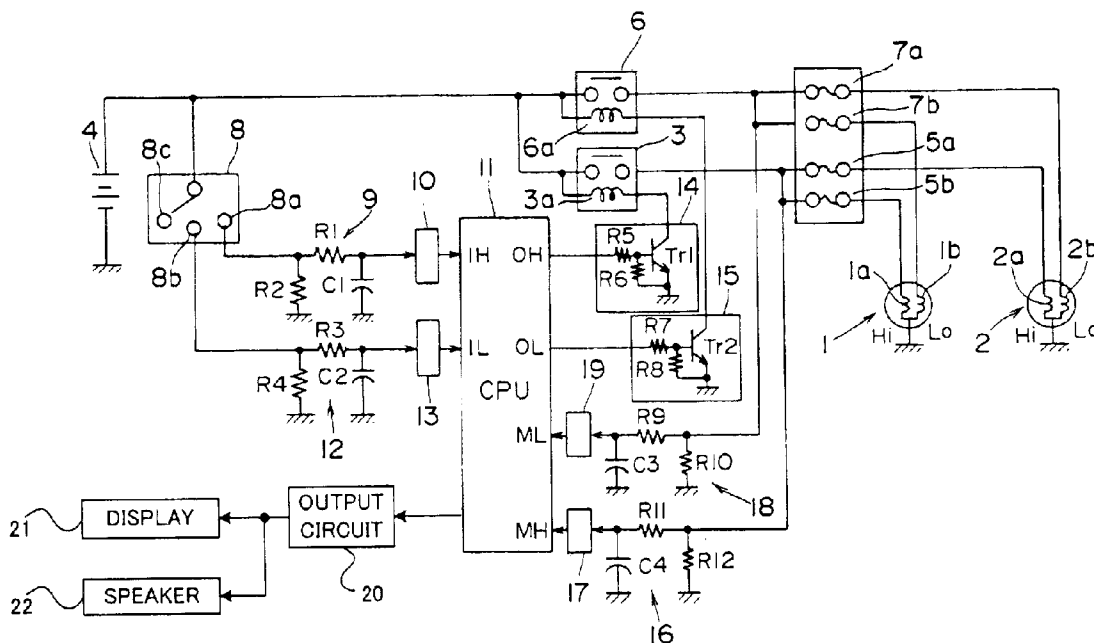 6
7a
7b
4
8c
8
6a
3
5a
8a
9
10
11
3a
14
5b
R1
IH
OH
R5
R6
Tr1
8b
R2
C1
15
1a
1b
2a
2b
R3
R7
IL
OL
R8
Tr2
1
Hi
Lo
2
Hi
Lo
R4
C2
CPU
19
12
13
R9
ML
C3
R10
18
OUTPUT
CIRCUIT
R11
21
DISPLAY
MH
R12
17
C4
22
SPEAKER
20
16